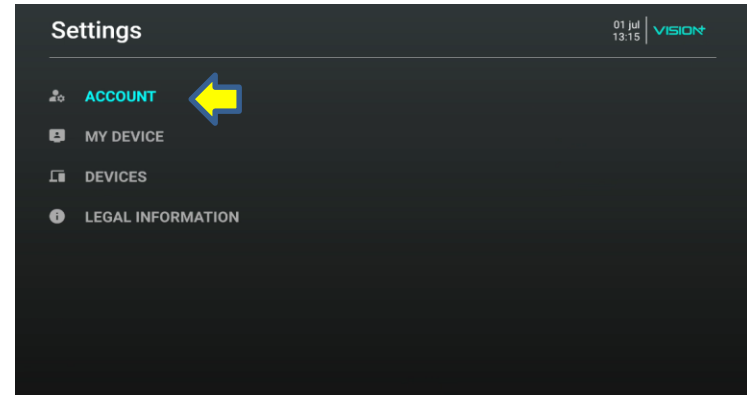 Settings
01 jul
13:15
VISION+
ACCOUNT
MY DEVICE
DEVICES
LEGAL INFORMATION